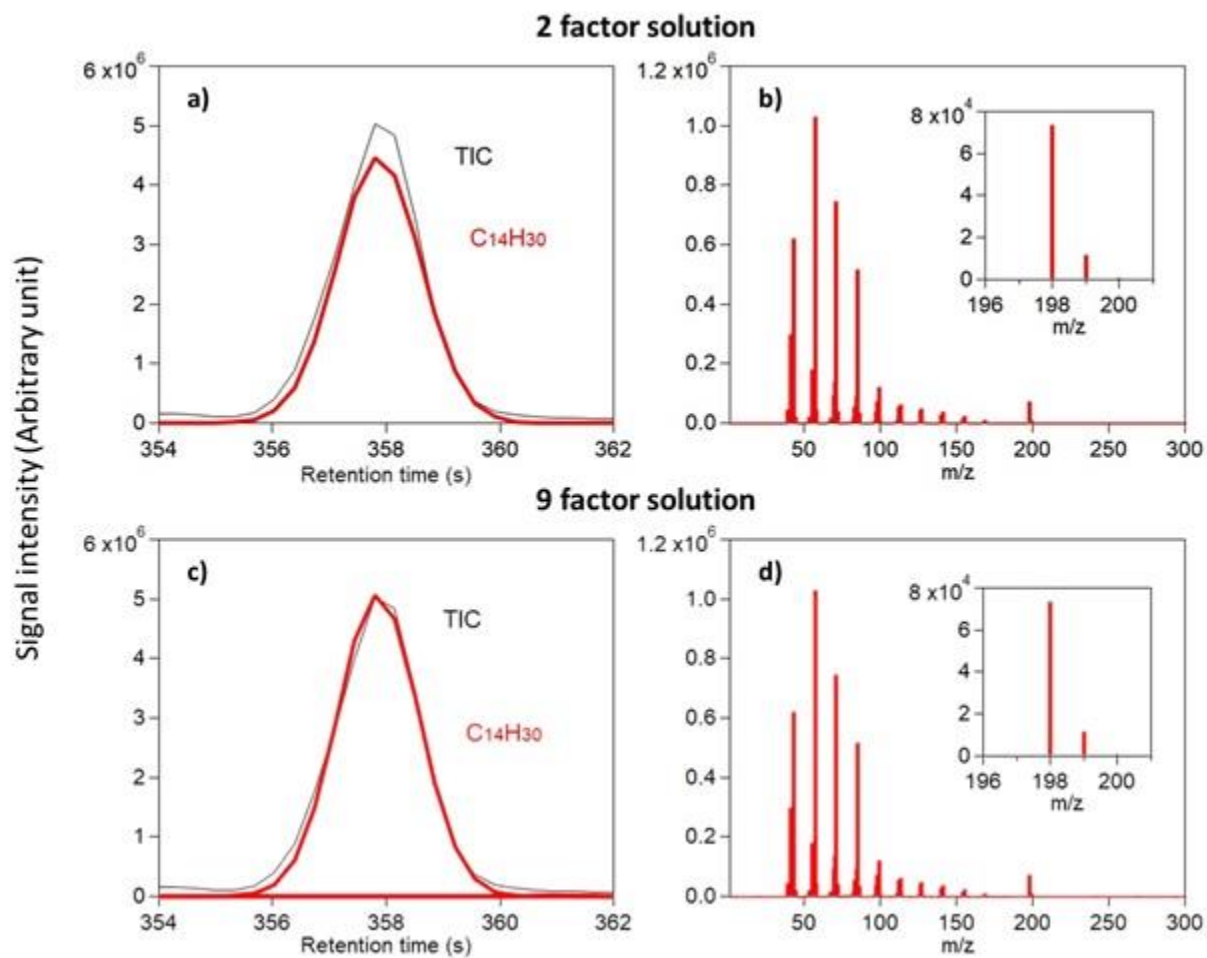 2 factor solution
6 x10⁶
5
4
3
2
1
0
354
356
358
360
362
Retention time (s)
a)
TIC
C₁₄H₃₀
1.2 x10⁶
1.0
0.8
0.6
0.4
0.2
0.0
50
100
150
200
250
300
m/z
b)
8 x10⁴
6
4
2
0
196
198
200
m/z
Signal intensity (Arbitrary unit)
9 factor solution
6 x10⁶
5
4
3
2
1
0
354
356
358
360
362
Retention time (s)
c)
TIC
C₁₄H₃₀
1.2 x10⁶
1.0
0.8
0.6
0.4
0.2
0.0
50
100
150
200
250
300
m/z
d)
8 x10⁴
6
4
2
0
196
198
200
m/z